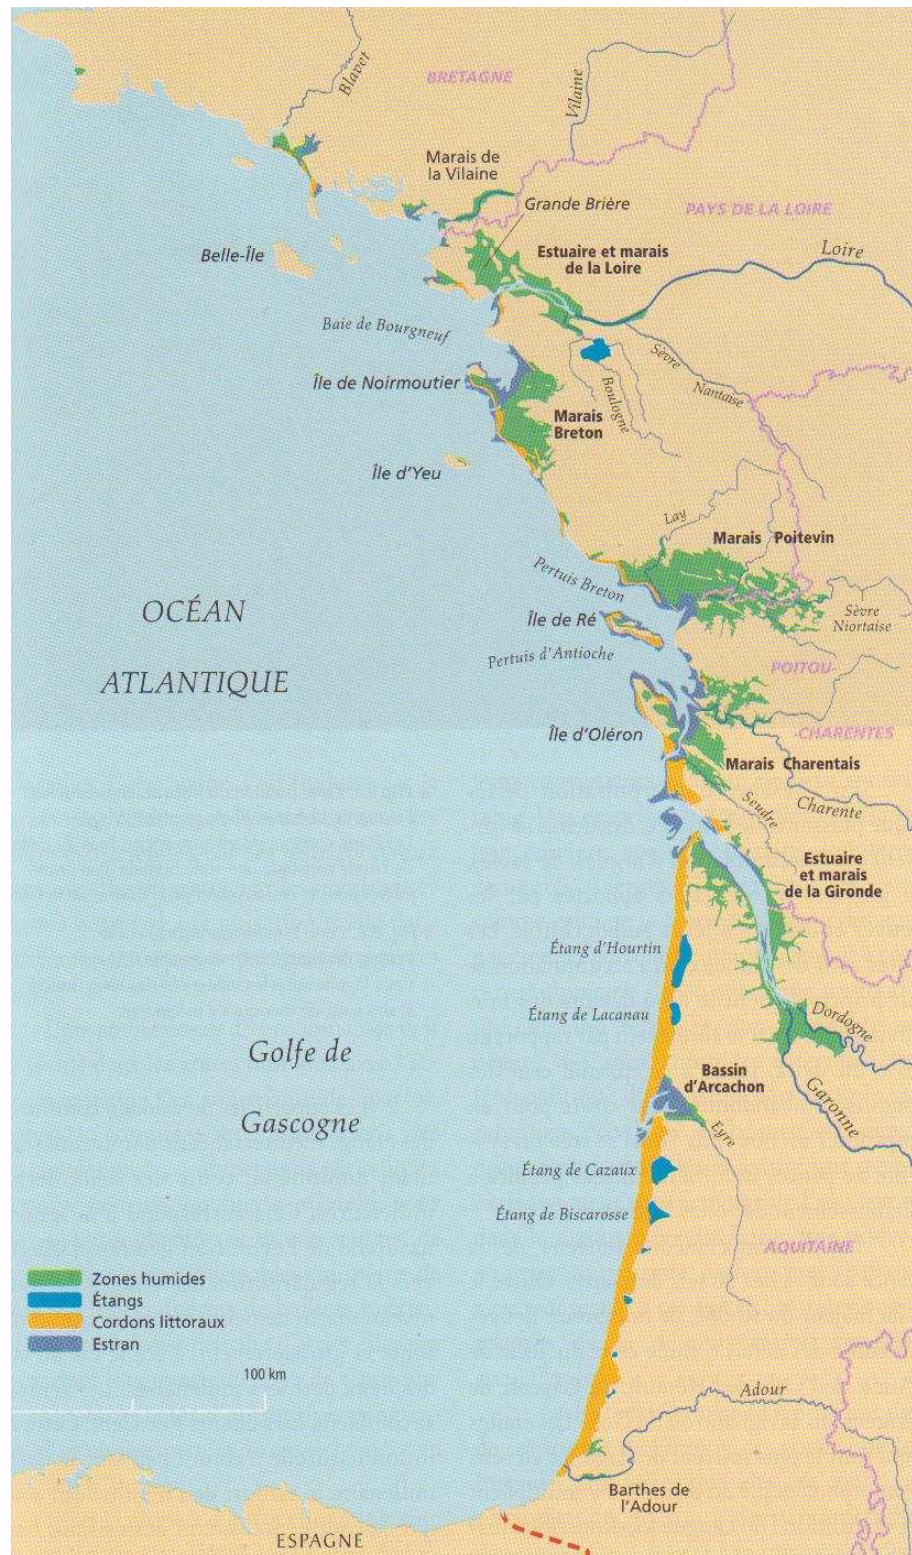 Blavet
BRETAGNE
Vilaine
Marais de
la Vilaine
Grande Brière
PAYS DE LA LOIRE
Belle-Île
Estuaire et marais
de la Loire
Loire
Baie de Bourgneuf
Sèvre
Nantaise
Île de Noirmoutier
Boulogne
Marais
Breton
Île d'Yeu
Lay
Marais Poitevin
Pertuis Breton
OCÉAN
ATLANTIQUE
Île de Ré
Sèvre
Niortaise
Pertuis d'Antioche
POITOU-
-CHARENTES
Île d'Oléron
Marais Charentais
Seudre
Charente
Estuaire
et marais
de la Gironde
Étang d'Hourtin
Étang de Lacanau
Dordogne
Golfe de
Gascogne
Bassin
d'Arcachon
Garonne
Eyre
Étang de Cazaux
Étang de Biscarosse
AQUITAINE
Zones humides
Étangs
Cordons littoraux
Estran
100 km
Adour
Barthes de
l'Adour
ESPAGNE